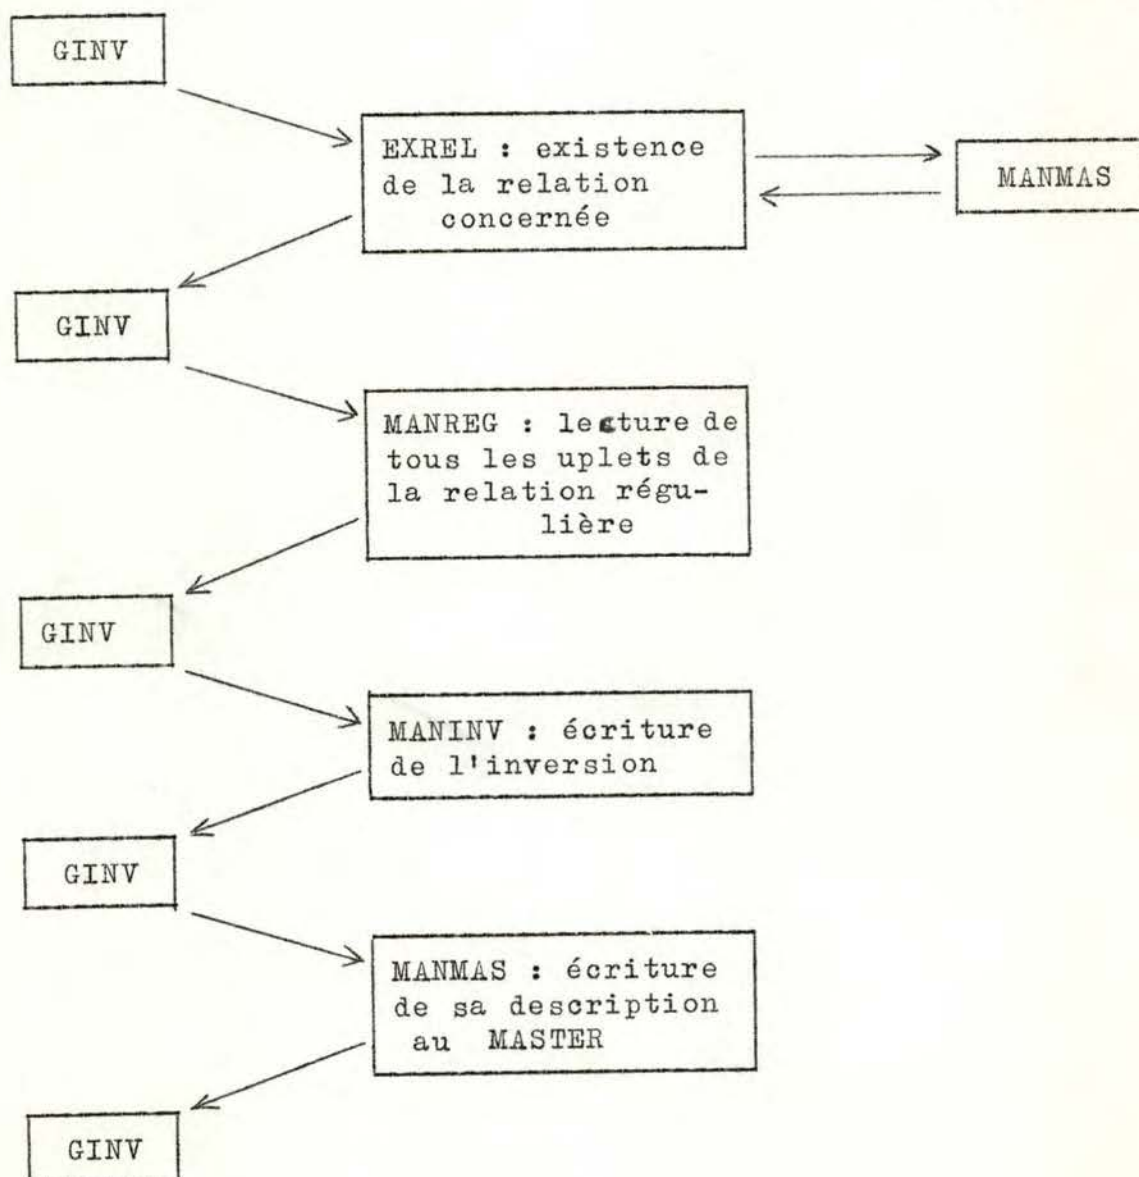 GINV
EXREL : existence
de la relation
concernée
MANMAS
GINV
MANREG : lecture de
tous les uplets de
la relation régu-
lière
GINV
MANINV : écriture
de l'inversion
GINV
MANMAS : écriture
de sa description
au MASTER
GINV